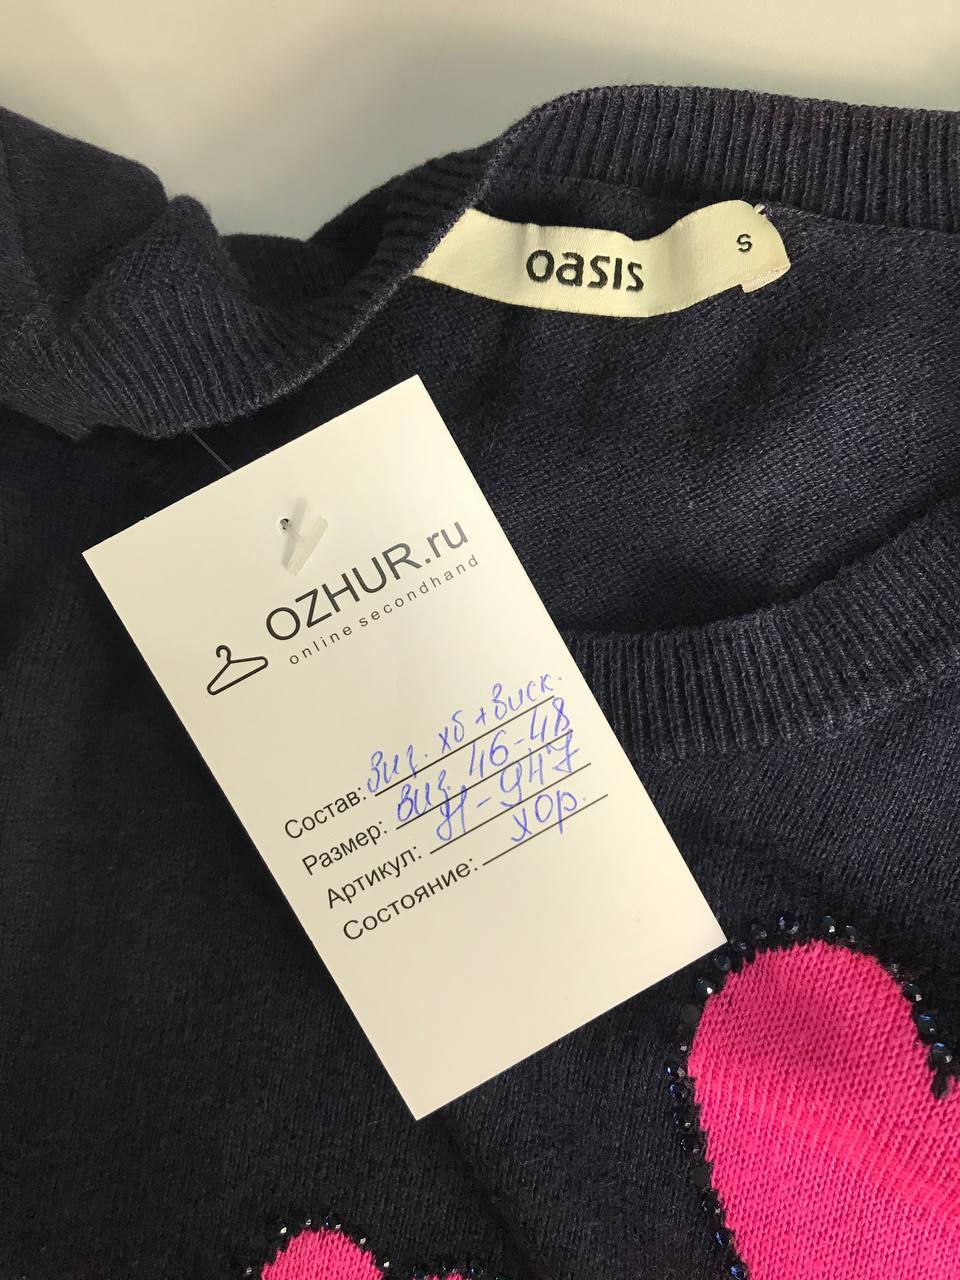 oasis
S
OZHUR.ru
online secondhand
Состав: Виз. хб + Виск.
Размер: Виз. 46-48
Артикул: Я-947
Состояние: хор.